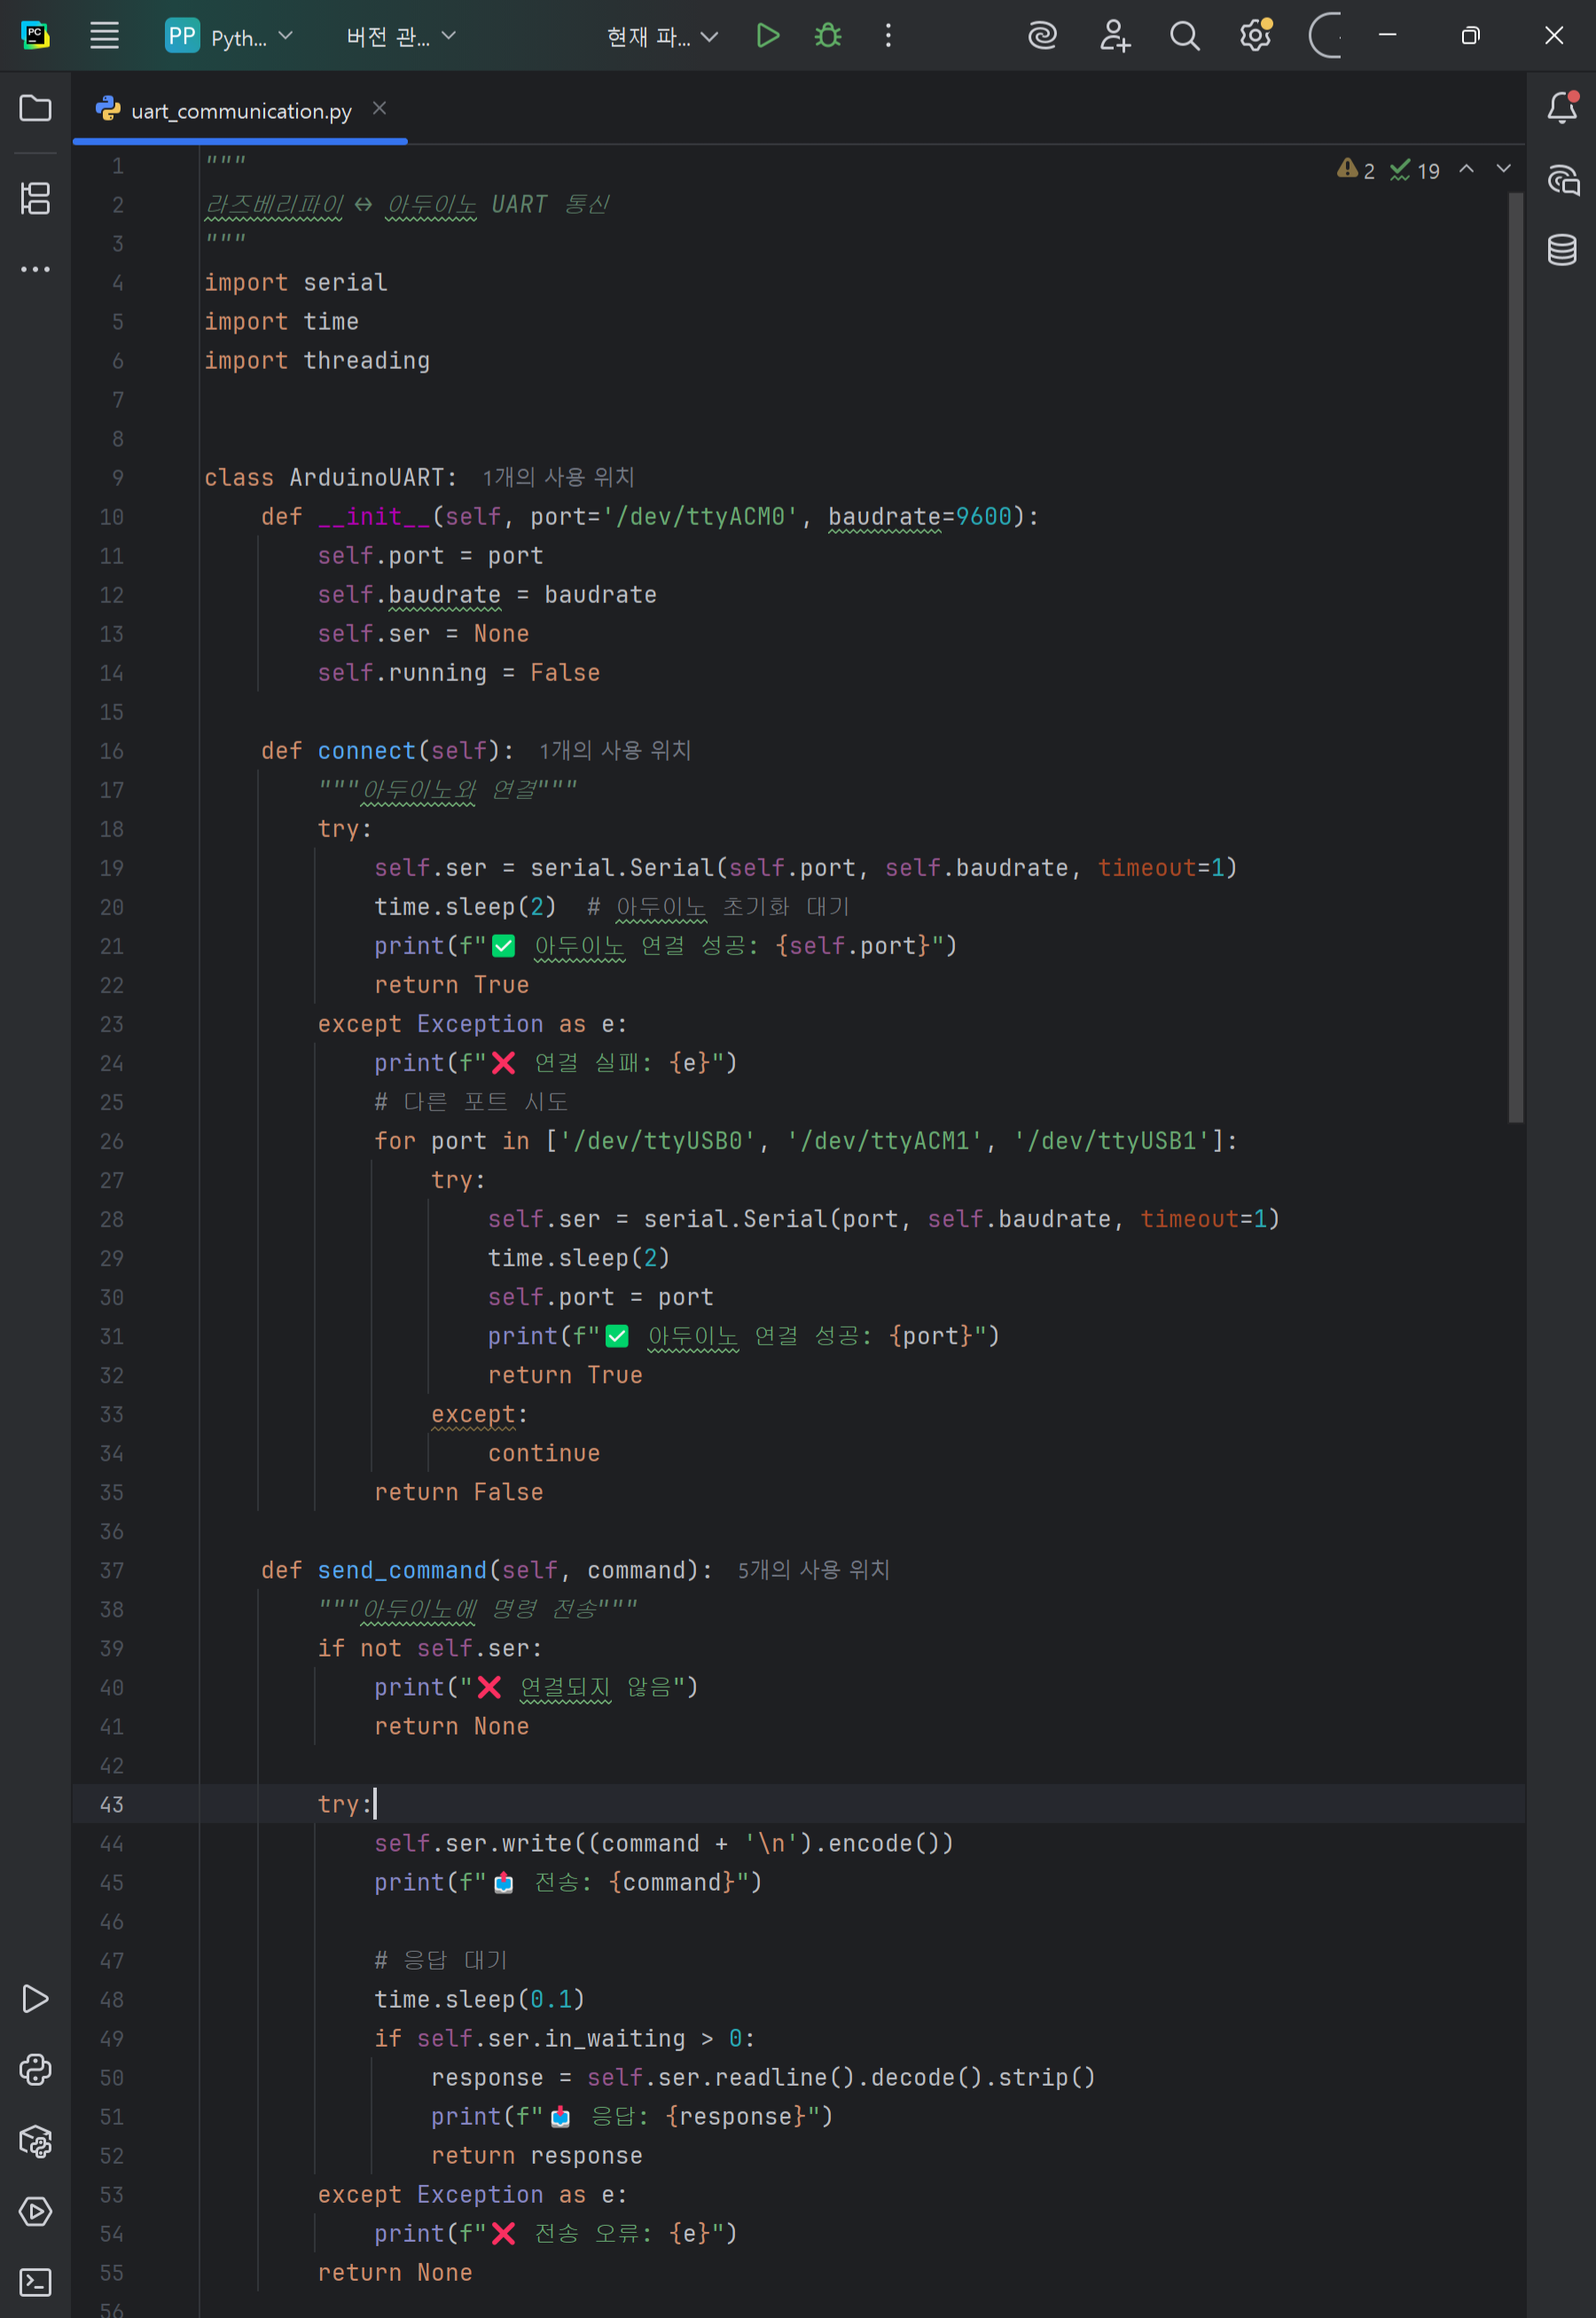 PC PP Pyth... 버전 관... 현재 파...
uart_communication.py
2 19
1 """
2 라즈베리파이 ↔ 아두이노 UART 통신
3 """
4 import serial
5 import time
6 import threading
7
8
9 class ArduinoUART: 1개의 사용 위치
10     def __init__(self, port='/dev/ttyACM0', baudrate=9600):
11         self.port = port
12         self.baudrate = baudrate
13         self.ser = None
14         self.running = False
15
16     def connect(self): 1개의 사용 위치
17         """아두이노와 연결"""
18         try:
19             self.ser = serial.Serial(self.port, self.baudrate, timeout=1)
20             time.sleep(2)  # 아두이노 초기화 대기
21             print(f"✅ 아두이노 연결 성공: {self.port}")
22             return True
23         except Exception as e:
24             print(f"❌ 연결 실패: {e}")
25             # 다른 포트 시도
26             for port in ['/dev/ttyUSB0', '/dev/ttyACM1', '/dev/ttyUSB1']:
27                 try:
28                     self.ser = serial.Serial(port, self.baudrate, timeout=1)
29                     time.sleep(2)
30                     self.port = port
31                     print(f"✅ 아두이노 연결 성공: {port}")
32                     return True
33                 except:
34                     continue
35             return False
36
37     def send_command(self, command): 5개의 사용 위치
38         """아두이노에 명령 전송"""
39         if not self.ser:
40             print("❌ 연결되지 않음")
41             return None
42
43         try:
44             self.ser.write((command + '\n').encode())
45             print(f"📤 전송: {command}")
46
47             # 응답 대기
48             time.sleep(0.1)
49             if self.ser.in_waiting > 0:
50                 response = self.ser.readline().decode().strip()
51                 print(f"📥 응답: {response}")
52                 return response
53         except Exception as e:
54             print(f"❌ 전송 오류: {e}")
55         return None
56